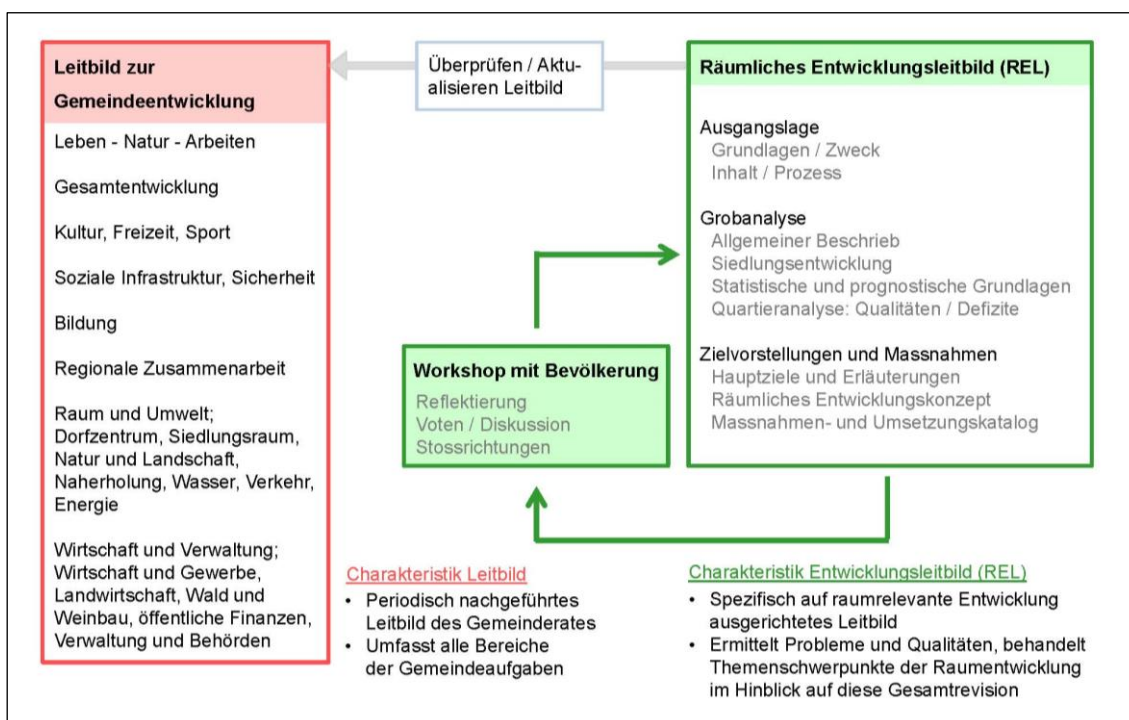 Leitbild zur
Gemeindeentwicklung
Leben - Natur - Arbeiten
Gesamtentwicklung
Kultur, Freizeit, Sport
Soziale Infrastruktur, Sicherheit
Bildung
Regionale Zusammenarbeit
Raum und Umwelt;
Dorfzentrum, Siedlungsraum,
Natur und Landschaft,
Naherholung, Wasser, Verkehr,
Energie
Wirtschaft und Verwaltung;
Wirtschaft und Gewerbe,
Landwirtschaft, Wald und
Weinbau, öffentliche Finanzen,
Verwaltung und Behörden
Überprüfen / Aktu-
alisieren Leitbild
Räumliches Entwicklungsleitbild (REL)
Ausgangslage
Grundlagen / Zweck
Inhalt / Prozess
Grobanalyse
Allgemeiner Beschrieb
Siedlungsentwicklung
Statistische und prognostische Grundlagen
Quartieranalyse: Qualitäten / Defizite
Zielvorstellungen und Massnahmen
Hauptziele und Erläuterungen
Räumliches Entwicklungskonzept
Massnahmen- und Umsetzungskatalog
Workshop mit Bevölkerung
Reflektierung
Voten / Diskussion
Stossrichtungen
Charakteristik Leitbild
• Periodisch nachgeführtes
Leitbild des Gemeinderates
• Umfasst alle Bereiche
der Gemeindeaufgaben
Charakteristik Entwicklungsleitbild (REL)
• Spezifisch auf raumrelevante Entwicklung
ausgerichtetes Leitbild
• Ermittelt Probleme und Qualitäten, behandelt
Themenschwerpunkte der Raumentwicklung
im Hinblick auf diese Gesamtrevision